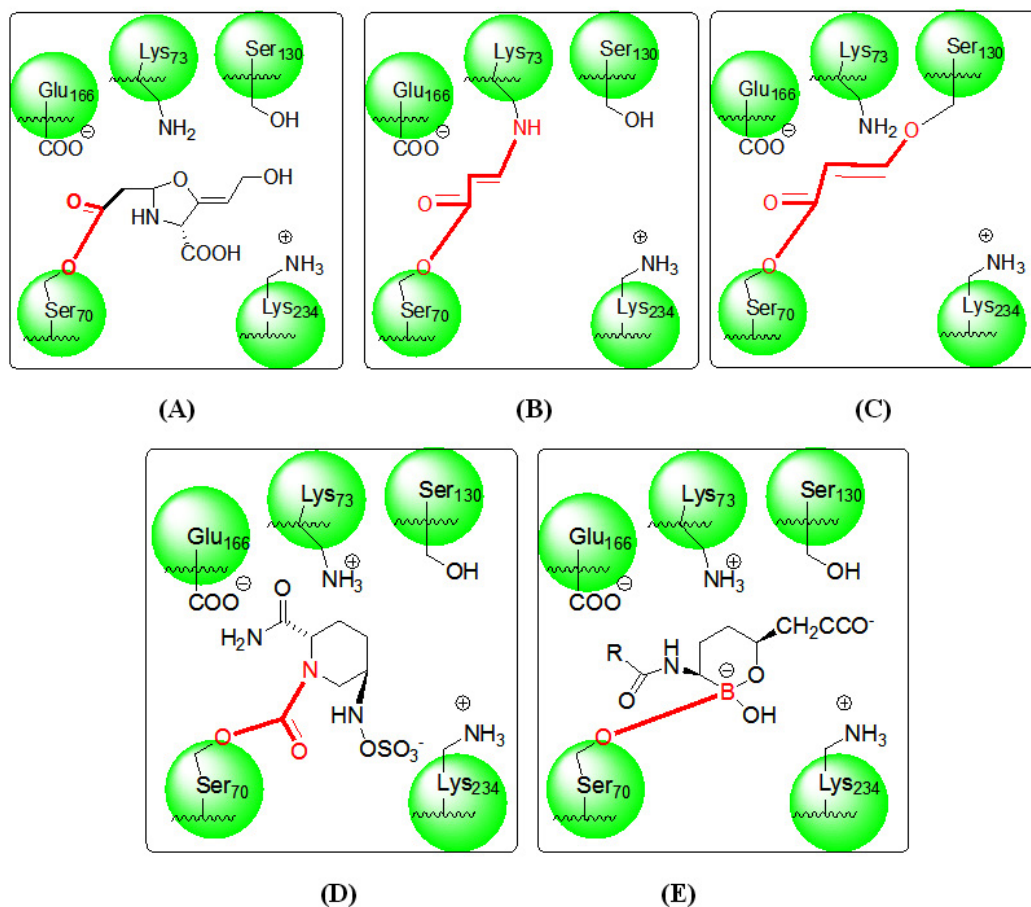 Lys73
Ser130
Glu166
OH
NH2
COO⊖
O
OH
O
HN
COOH
⊕
NH3
O
Ser70
Lys234
(A)
Lys73
Ser130
Glu166
NH
OH
COO⊖
O
⊕
NH3
O
Ser70
Lys234
(B)
Lys73
Ser130
Glu166
NH2
O
COO⊖
O
⊕
NH3
O
Ser70
Lys234
(C)
Lys73
Ser130
Glu166
⊕
NH3
OH
COO⊖
O
H2N
N
HN
⊕
O
O
OSO3-
NH3
Ser70
Lys234
(D)
Lys73
Ser130
Glu166
⊕
NH3
OH
COO⊖
CH2CCO-
R
H
N
⊖
O
O
B
OH
⊕
O
NH3
Ser70
Lys234
(E)